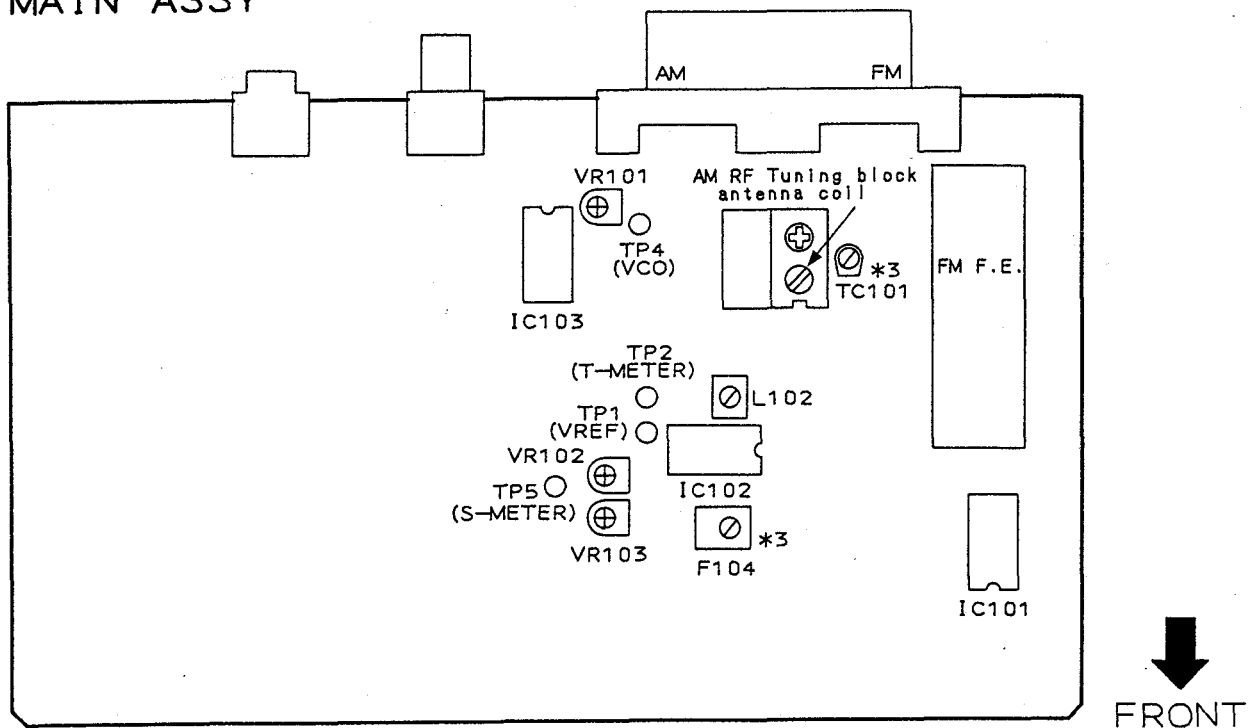 MAIN ASSY
AM
FM
VR101
AM RF Tuning block
antenna coil
TP4
(VCO)
*3
TC101
FM F.E.
IC103
TP2
(T-METER)
L102
TP1
(VREF)
VR102
TP5
(S-METER)
IC102
VR103
*3
F104
IC101
FRONT